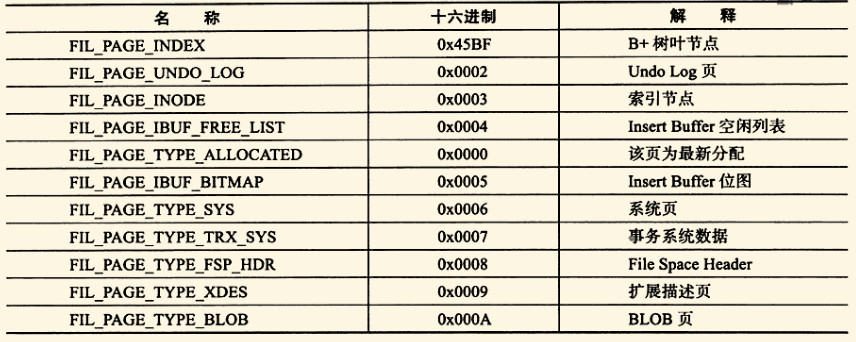 名 称 十六进制 解 释
FIL_PAGE_INDEX 0x45BF B+ 树叶节点
FIL_PAGE_UNDO_LOG 0x0002 Undo Log 页
FIL_PAGE_INODE 0x0003 索引节点
FIL_PAGE_IBUF_FREE_LIST 0x0004 Insert Buffer 空闲列表
FIL_PAGE_TYPE_ALLOCATED 0x0000 该页为最新分配
FIL_PAGE_IBUF_BITMAP 0x0005 Insert Buffer 位图
FIL_PAGE_TYPE_SYS 0x0006 系统页
FIL_PAGE_TYPE_TRX_SYS 0x0007 事务系统数据
FIL_PAGE_TYPE_FSP_HDR 0x0008 File Space Header
FIL_PAGE_TYPE_XDES 0x0009 扩展描述页
FIL_PAGE_TYPE_BLOB 0x000A BLOB 页